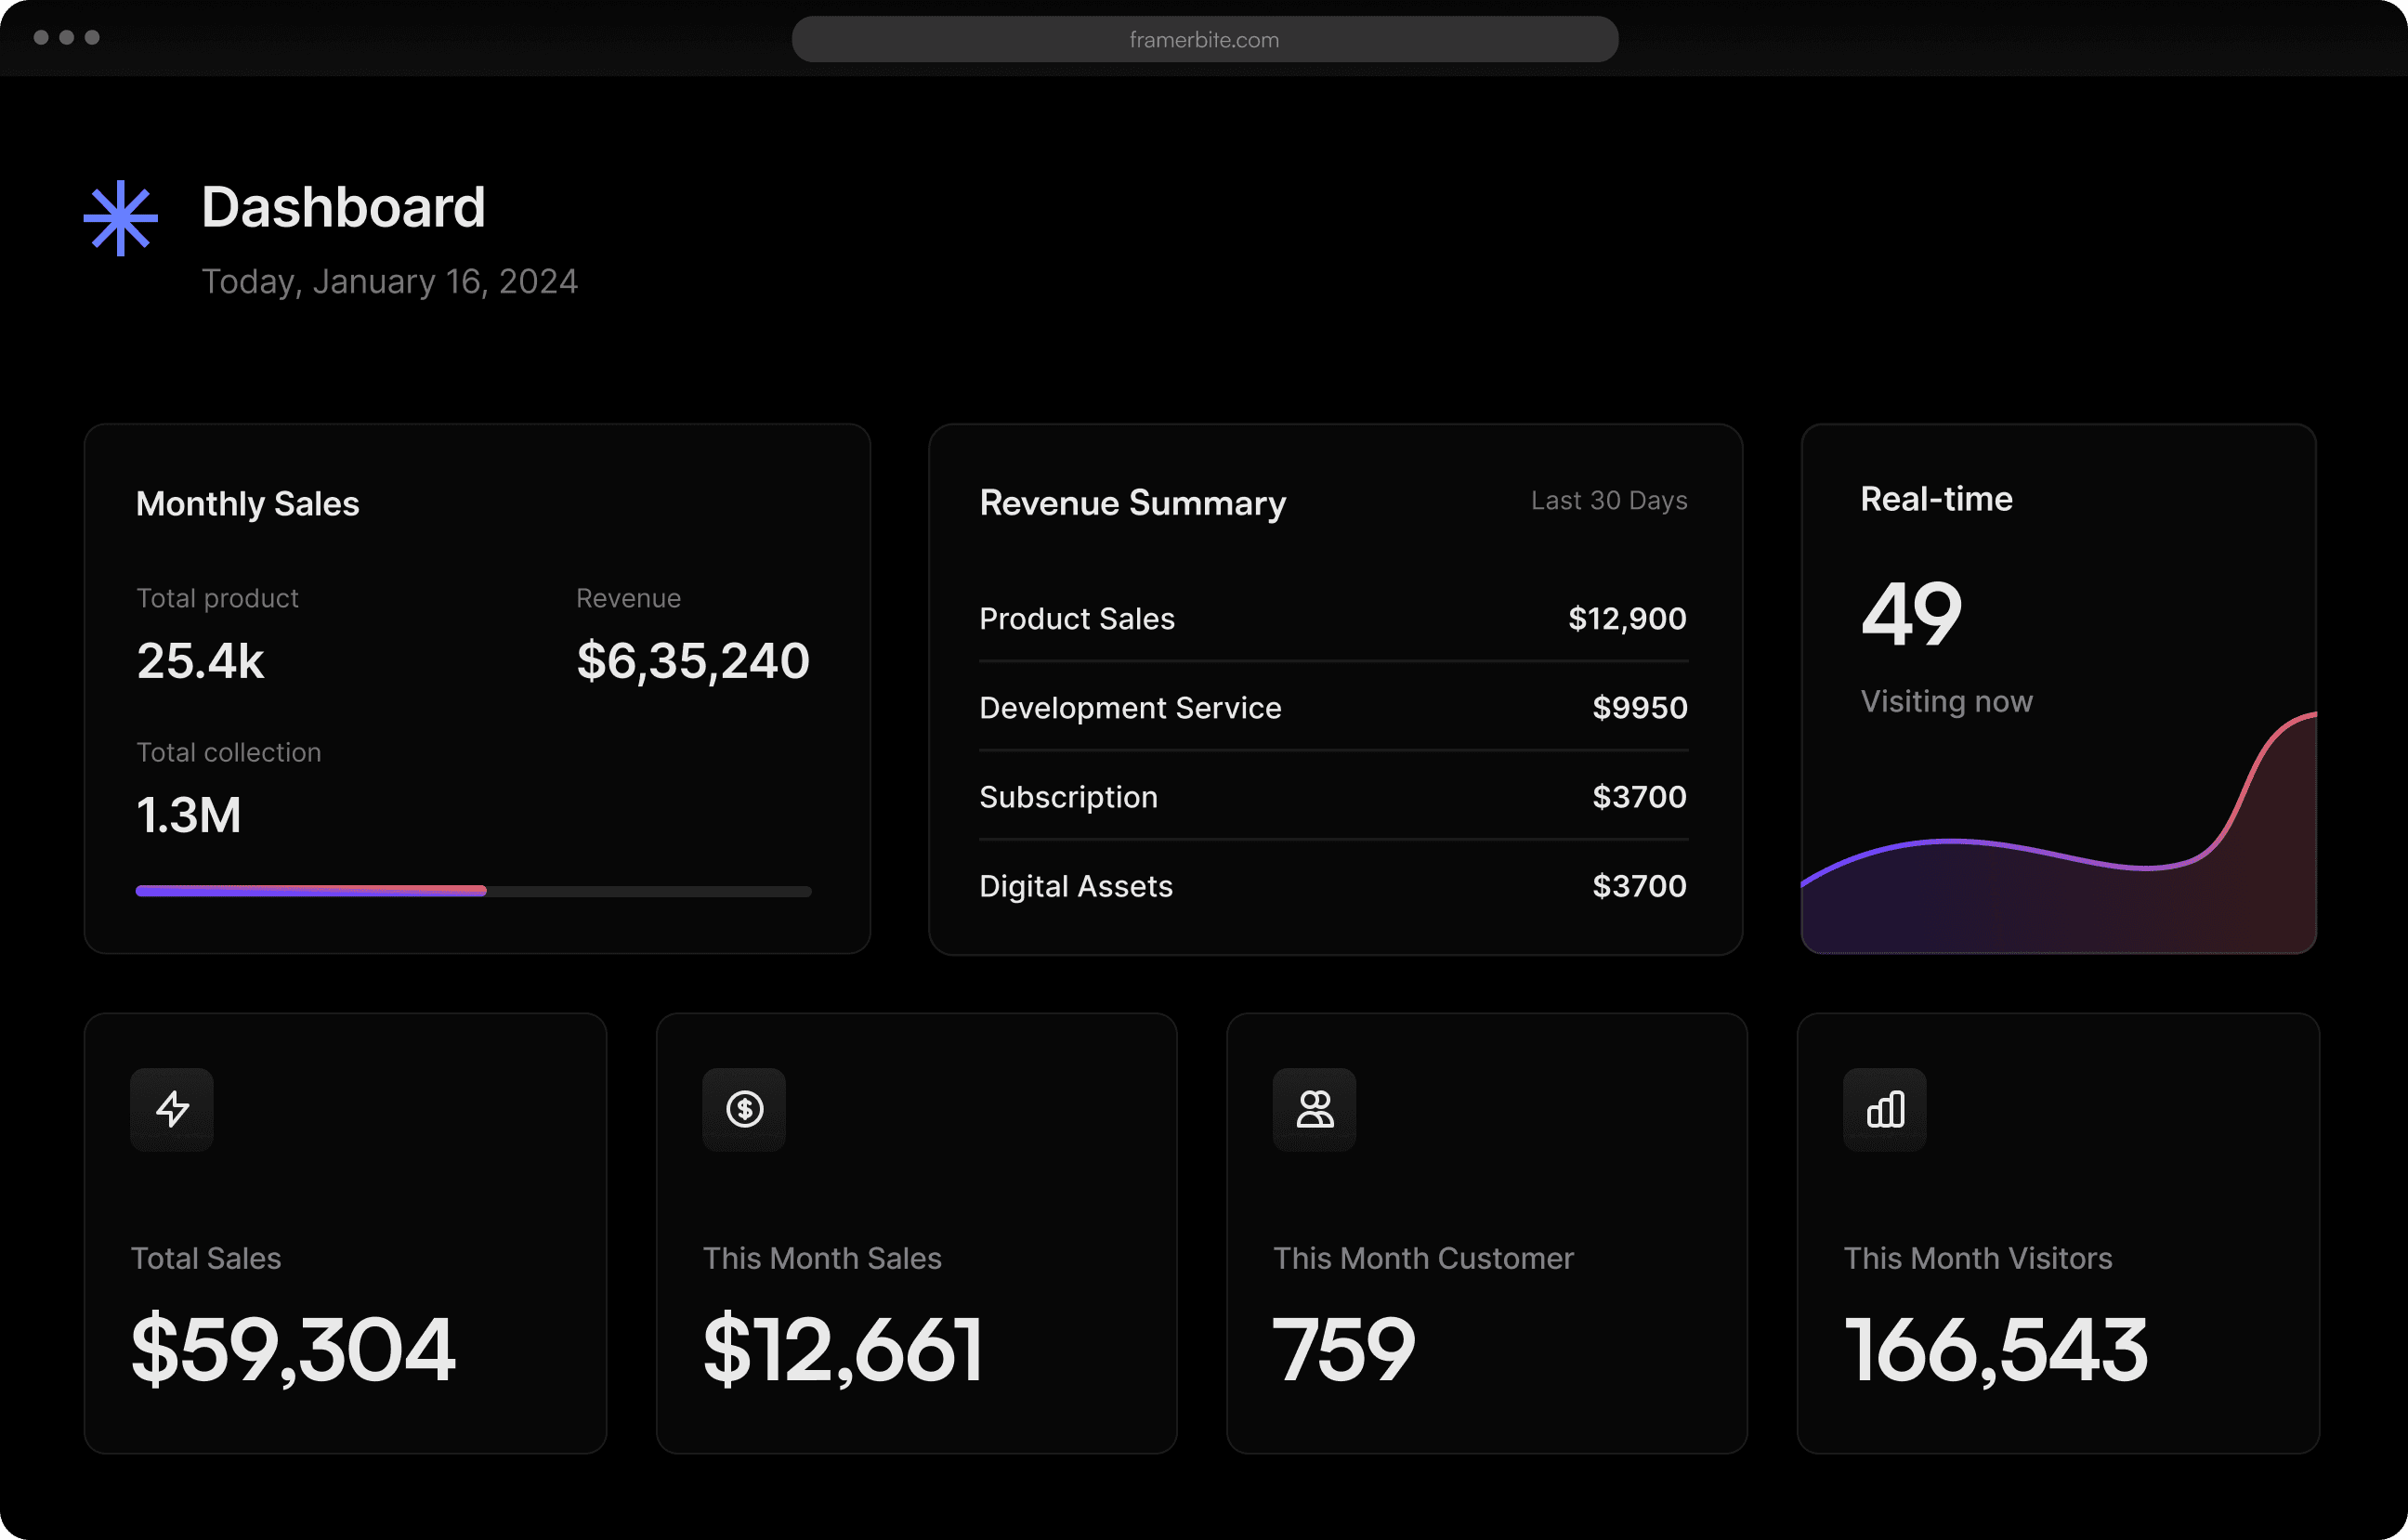 framerbite.com
Dashboard
Today, January 16, 2024
Monthly Sales
Total product
25.4k
Revenue
$6,35,240
Total collection
1.3M
Revenue Summary
Last 30 Days
Product Sales $12,900
Development Service $9950
Subscription $3700
Digital Assets $3700
Real-time
49
Visiting now
Total Sales
$59,304
This Month Sales
$12,661
This Month Customer
759
This Month Visitors
166,543